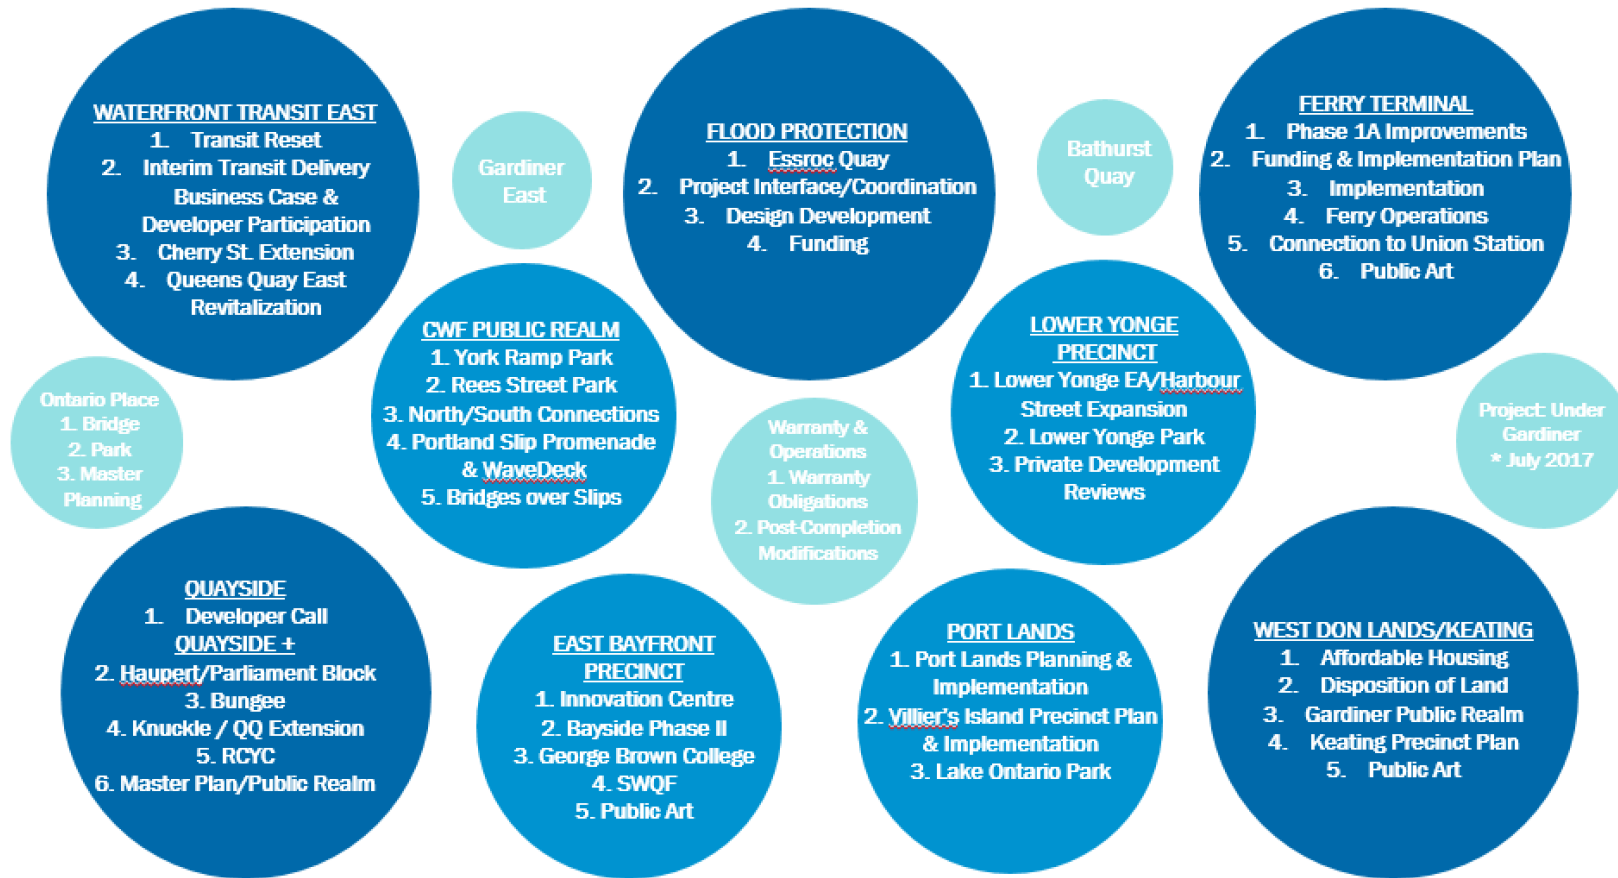 WATERFRONT TRANSIT EAST
1. Transit Reset
2. Interim Transit Delivery
Business Case &
Developer Participation
3. Cherry St. Extension
4. Queens Quay East
Revitalization
Gardiner
East
FLOOD PROTECTION
1. Essroc Quay
2. Project Interface/Coordination
3. Design Development
4. Funding
Bathurst
Quay
FERRY TERMINAL
1. Phase 1A Improvements
2. Funding & Implementation Plan
3. Implementation
4. Ferry Operations
5. Connection to Union Station
6. Public Art
Ontario Place
1. Bridge
2. Park
3. Master
Planning
CWF PUBLIC REALM
1. York Ramp Park
2. Rees Street Park
3. North/South Connections
4. Portland Slip Promenade
& WaveDeck
5. Bridges over Slips
Warranty &
Operations
1. Warranty
Obligations
2. Post-Completion
Modifications
LOWER YONGE
PRECINCT
1. Lower Yonge EA/Harbour
Street Expansion
2. Lower Yonge Park
3. Private Development
Reviews
Project: Under
Gardiner
* July 2017
QUAYSIDE
1. Developer Call
QUAYSIDE +
2. Haupert/Parliament Block
3. Bungee
4. Knuckle / QQ Extension
5. RCYC
6. Master Plan/Public Realm
EAST BAYFRONT
PRECINCT
1. Innovation Centre
2. Bayside Phase II
3. George Brown College
4. SWQF
5. Public Art
PORT LANDS
1. Port Lands Planning &
Implementation
2. Villier's Island Precinct Plan
& Implementation
3. Lake Ontario Park
WEST DON LANDS/KEATING
1. Affordable Housing
2. Disposition of Land
3. Gardiner Public Realm
4. Keating Precinct Plan
5. Public Art